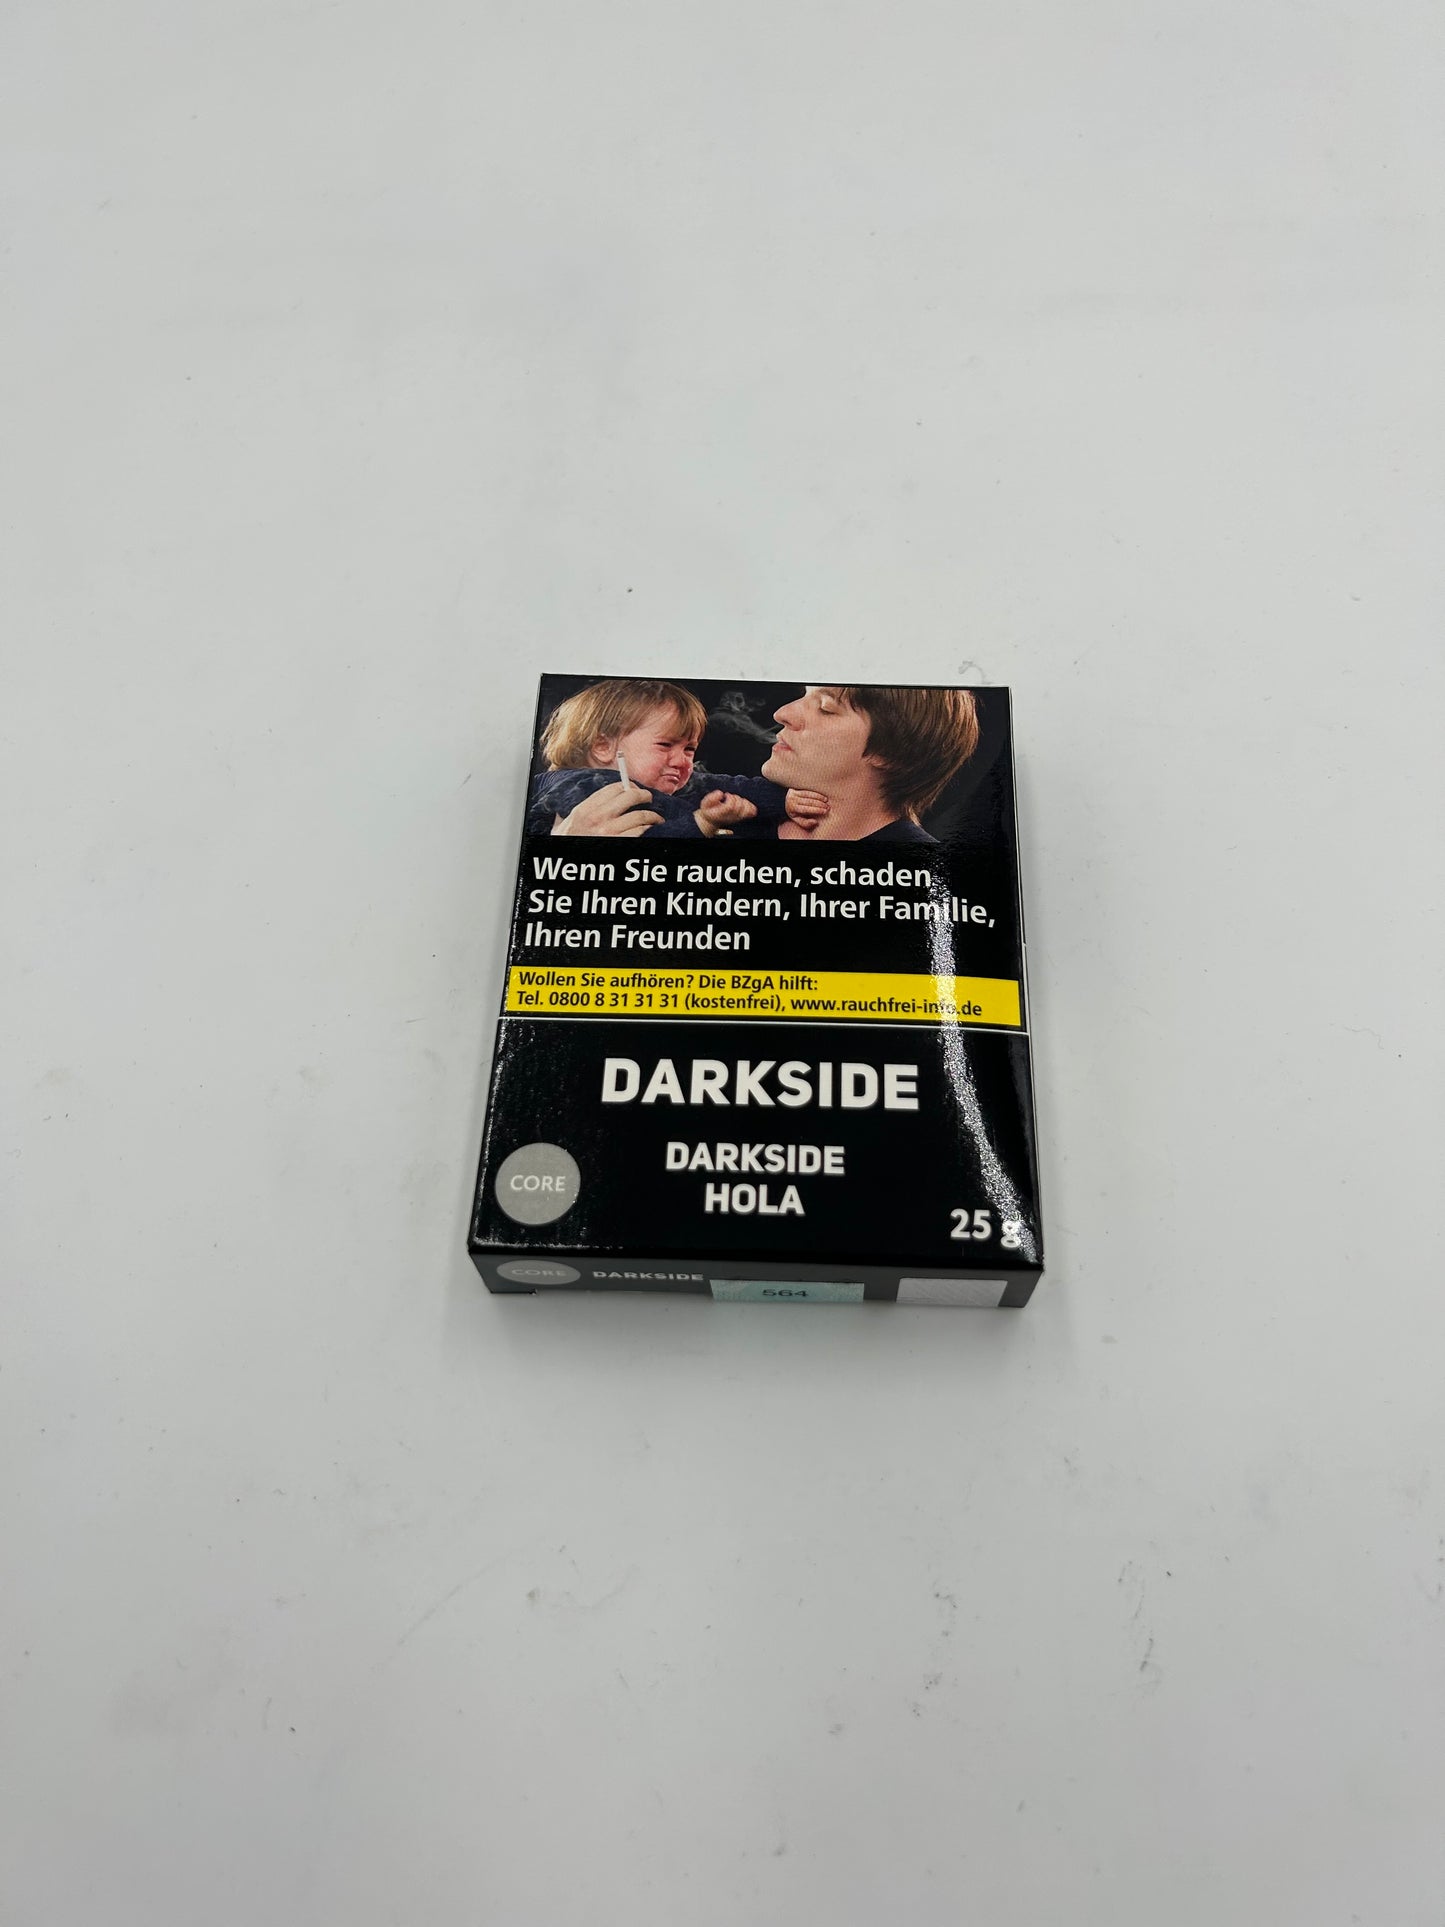 Wenn Sie rauchen, schaden
Sie Ihren Kindern, Ihrer Familie,
Ihren Freunden
Wollen Sie aufhören? Die BZgA hilft:
Tel. 0800 8 31 31 31 (kostenfrei), www.rauchfrei-info.de
DARKSIDE
DARKSIDE
HOLA
CORE
25 g
CORE DARKSIDE
564